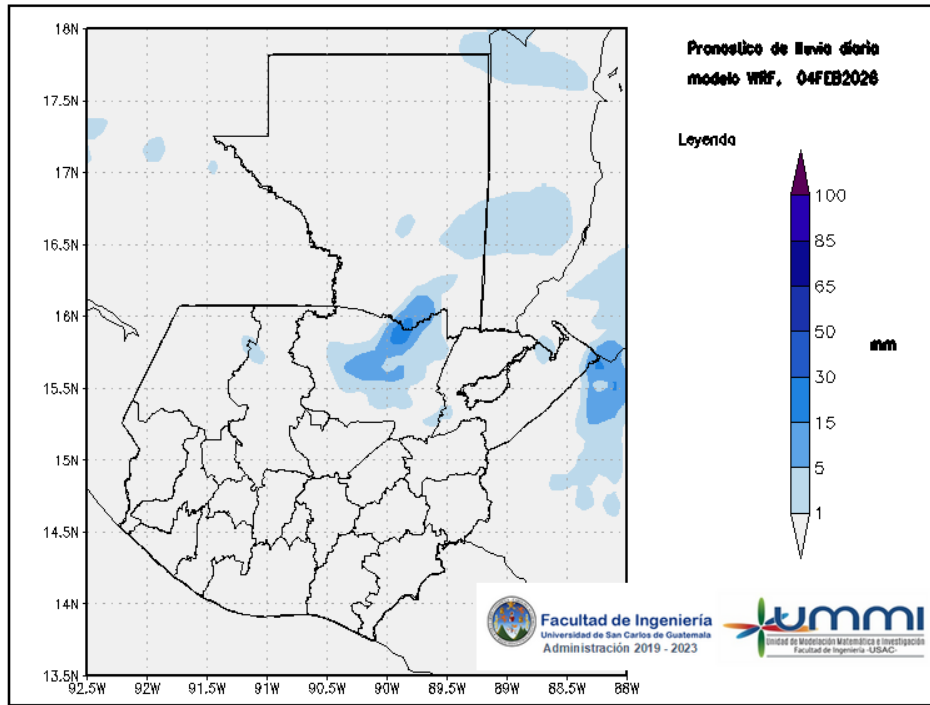 Pronostico de lluvia diaria
modelo WRF, 04FEB2026
Leyenda
100
85
65
50
30
15
5
1
mm
18N
17.5N
17N
16.5N
16N
15.5N
15N
14.5N
14N
13.5N
92.5W
92W
91.5W
91W
90.5W
90W
89.5W
89W
88.5W
88W
Facultad de Ingeniería
Universidad de San Carlos de Guatemala
Administración 2019 - 2023
ummi
Unidad de Modelación Matemática e Investigación
Facultad de Ingeniería -USAC-